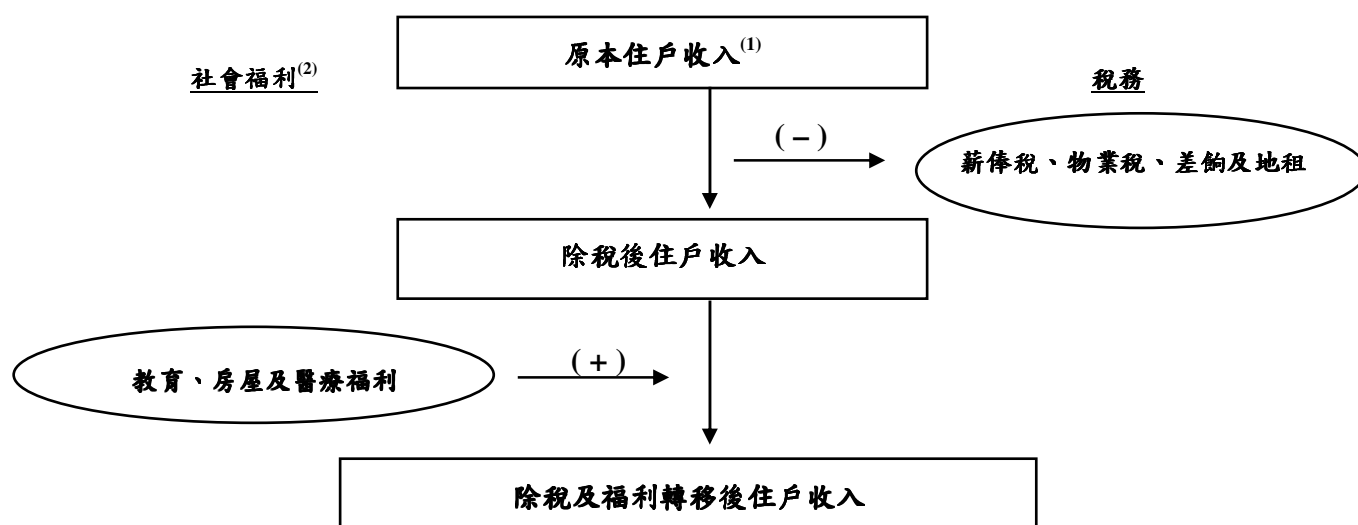 原本住戶收入(1)
社會福利(2)
稅務
( − )
薪俸稅、物業稅、差餉及地租
除稅後住戶收入
( + )
教育、房屋及醫療福利
除稅及福利轉移後住戶收入